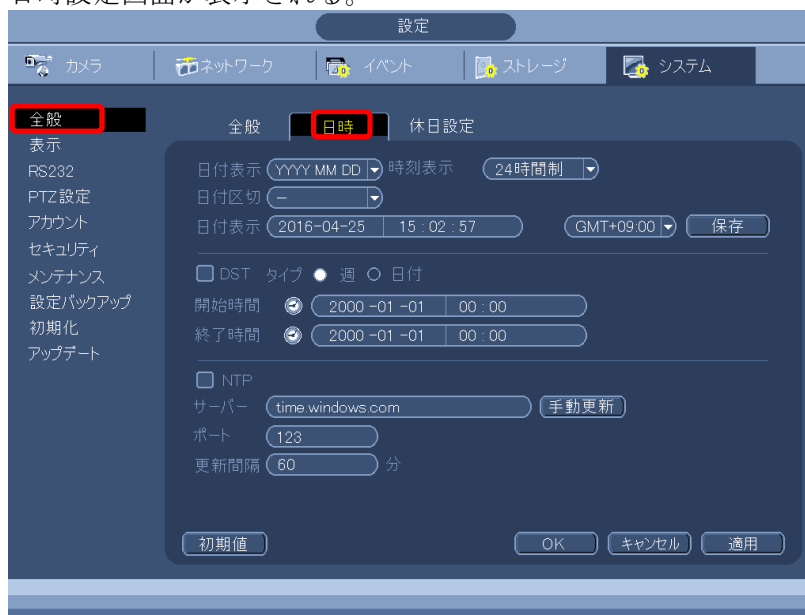 日時設定画面が表示される。
設定
カメラ ネットワーク イベント ストレージ システム
全般
表示
RS232
PTZ設定
アカウント
セキュリティ
メンテナンス
設定バックアップ
初期化
アップデート
全般 日時 休日設定
日付表示 YYYY MM DD 時刻表示 24時間制
日付区切 –
日付表示 2016-04-25 15:02:57 GMT+09:00 保存
DST タイプ 週 日付
開始時間 2000 -01 -01 00:00
終了時間 2000 -01 -01 00:00
NTP
サーバー time.windows.com 手動更新
ポート 123
更新間隔 60 分
初期値 OK キャンセル 適用